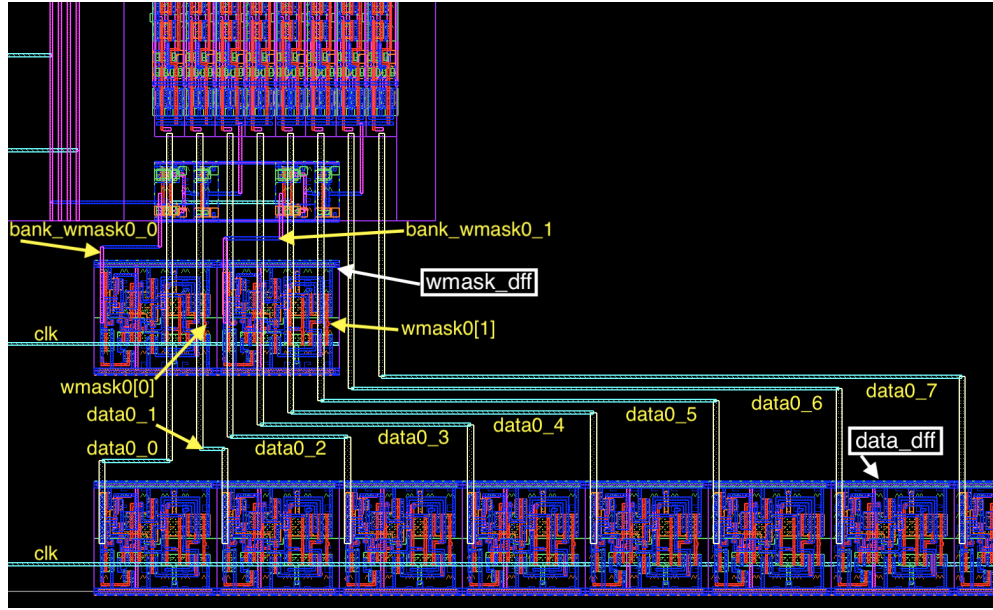 bank_wmask0_0
bank_wmask0_1
wmask_dff
clk
wmask0[1]
wmask0[0]
data0_7
data0_6
data0_1
data0_5
data0_4
data0_3
data0_2
data0_0
data_dff
clk